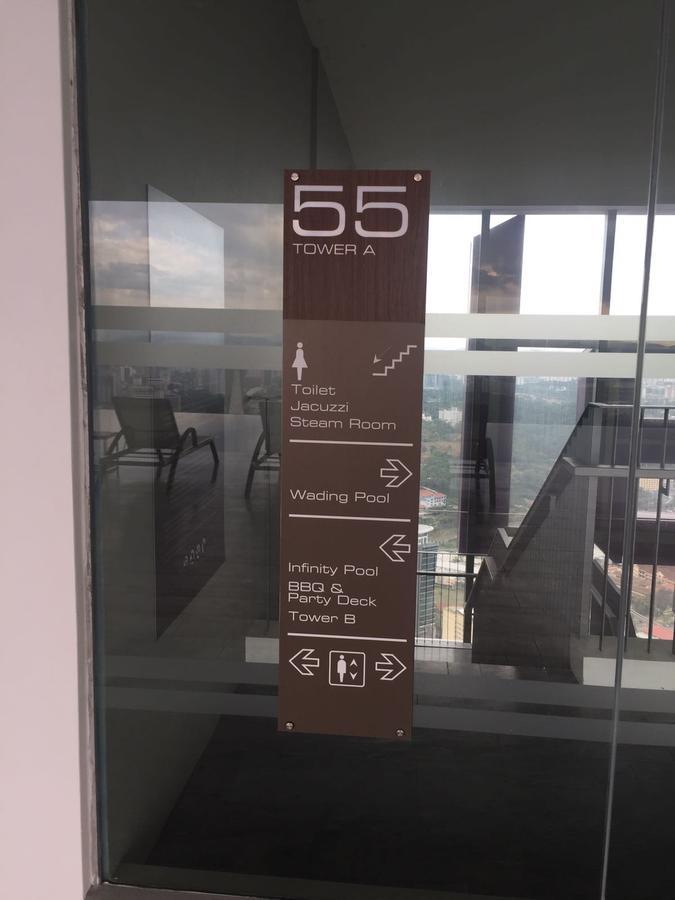 55
TOWER A
Toilet
Jacuzzi
Steam Room
Wading Pool
Infinity Pool
BBQ &
Party Deck
Tower B